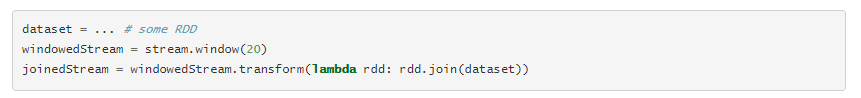 dataset = ... # some RDD
windowedStream = stream.window(20)
joinedStream = windowedStream.transform(lambda rdd: rdd.join(dataset))